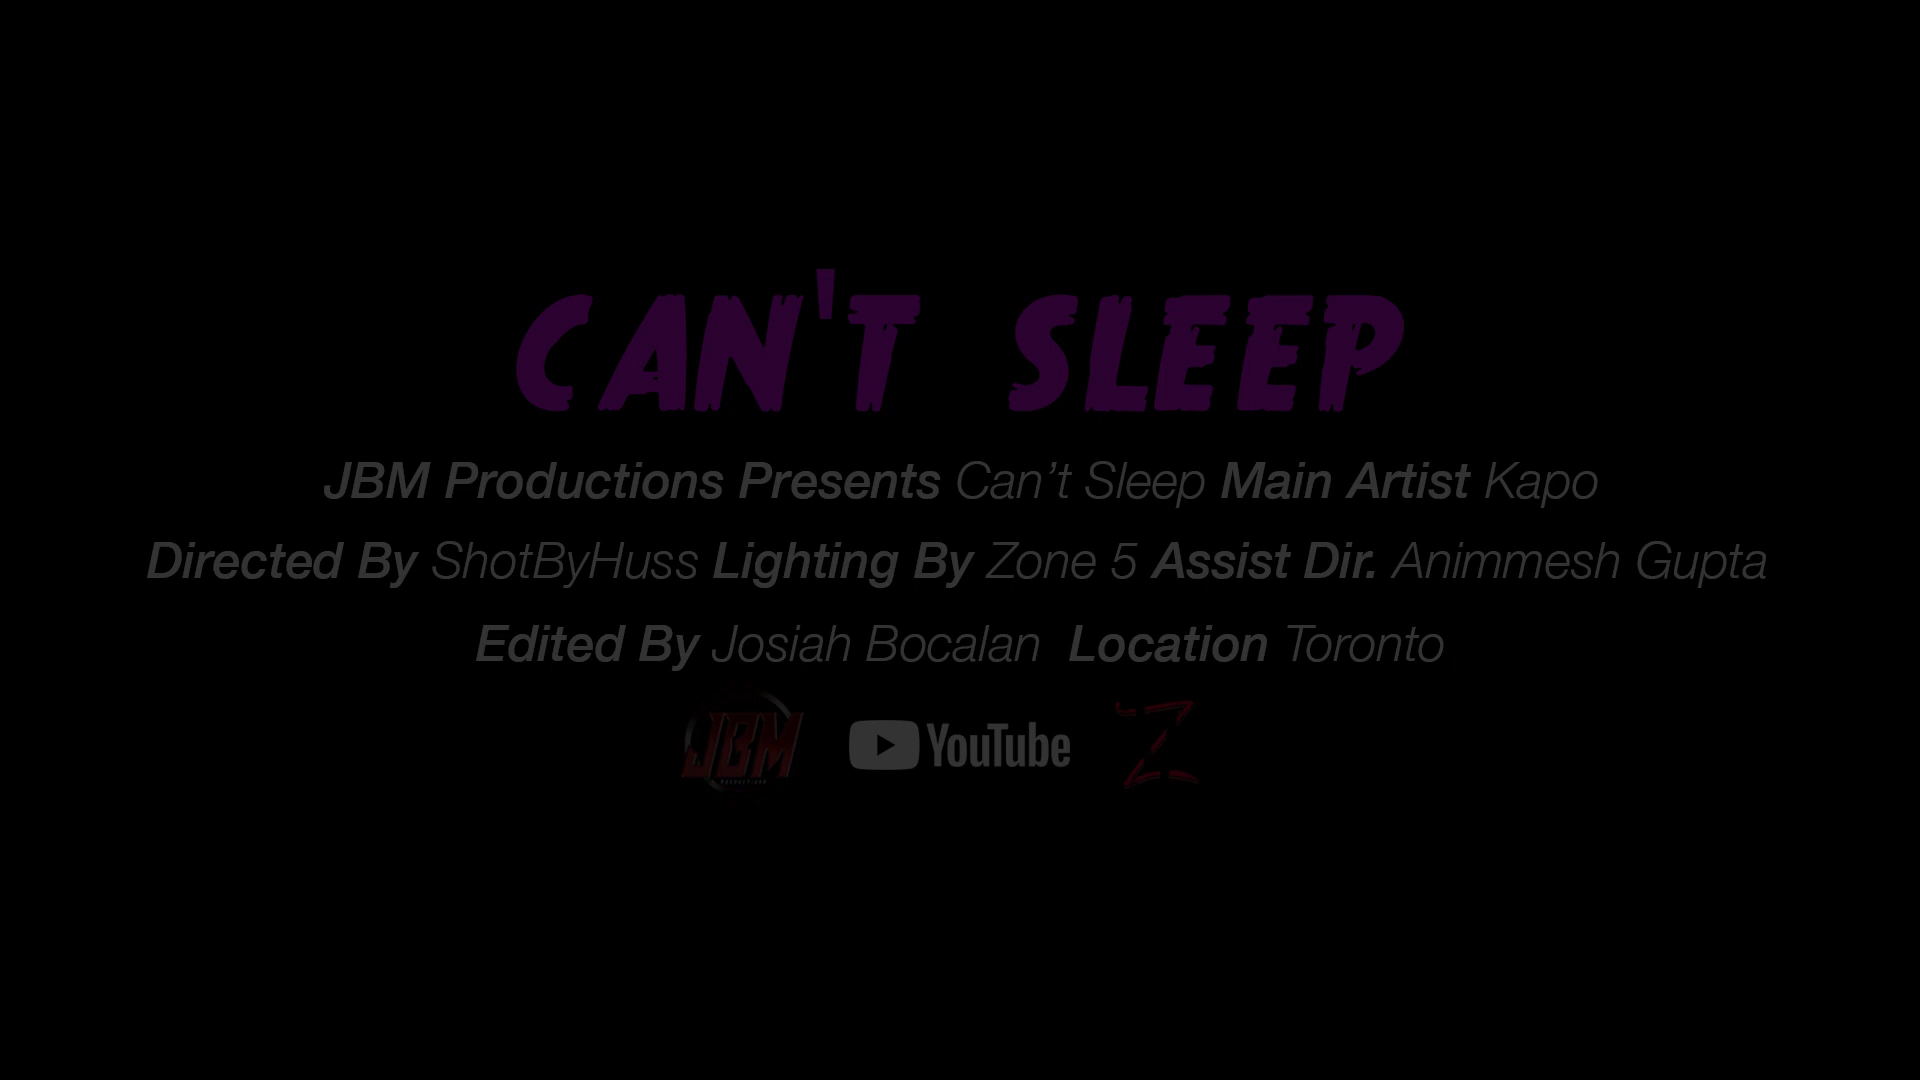 CAN'T SLEEP
JBM Productions Presents Can’t Sleep Main Artist Kapo
Directed By ShotByHuss Lighting By Zone 5 Assist Dir. Animmesh Gupta
Edited By Josiah Bocalan Location Toronto
JBM YouTube Z